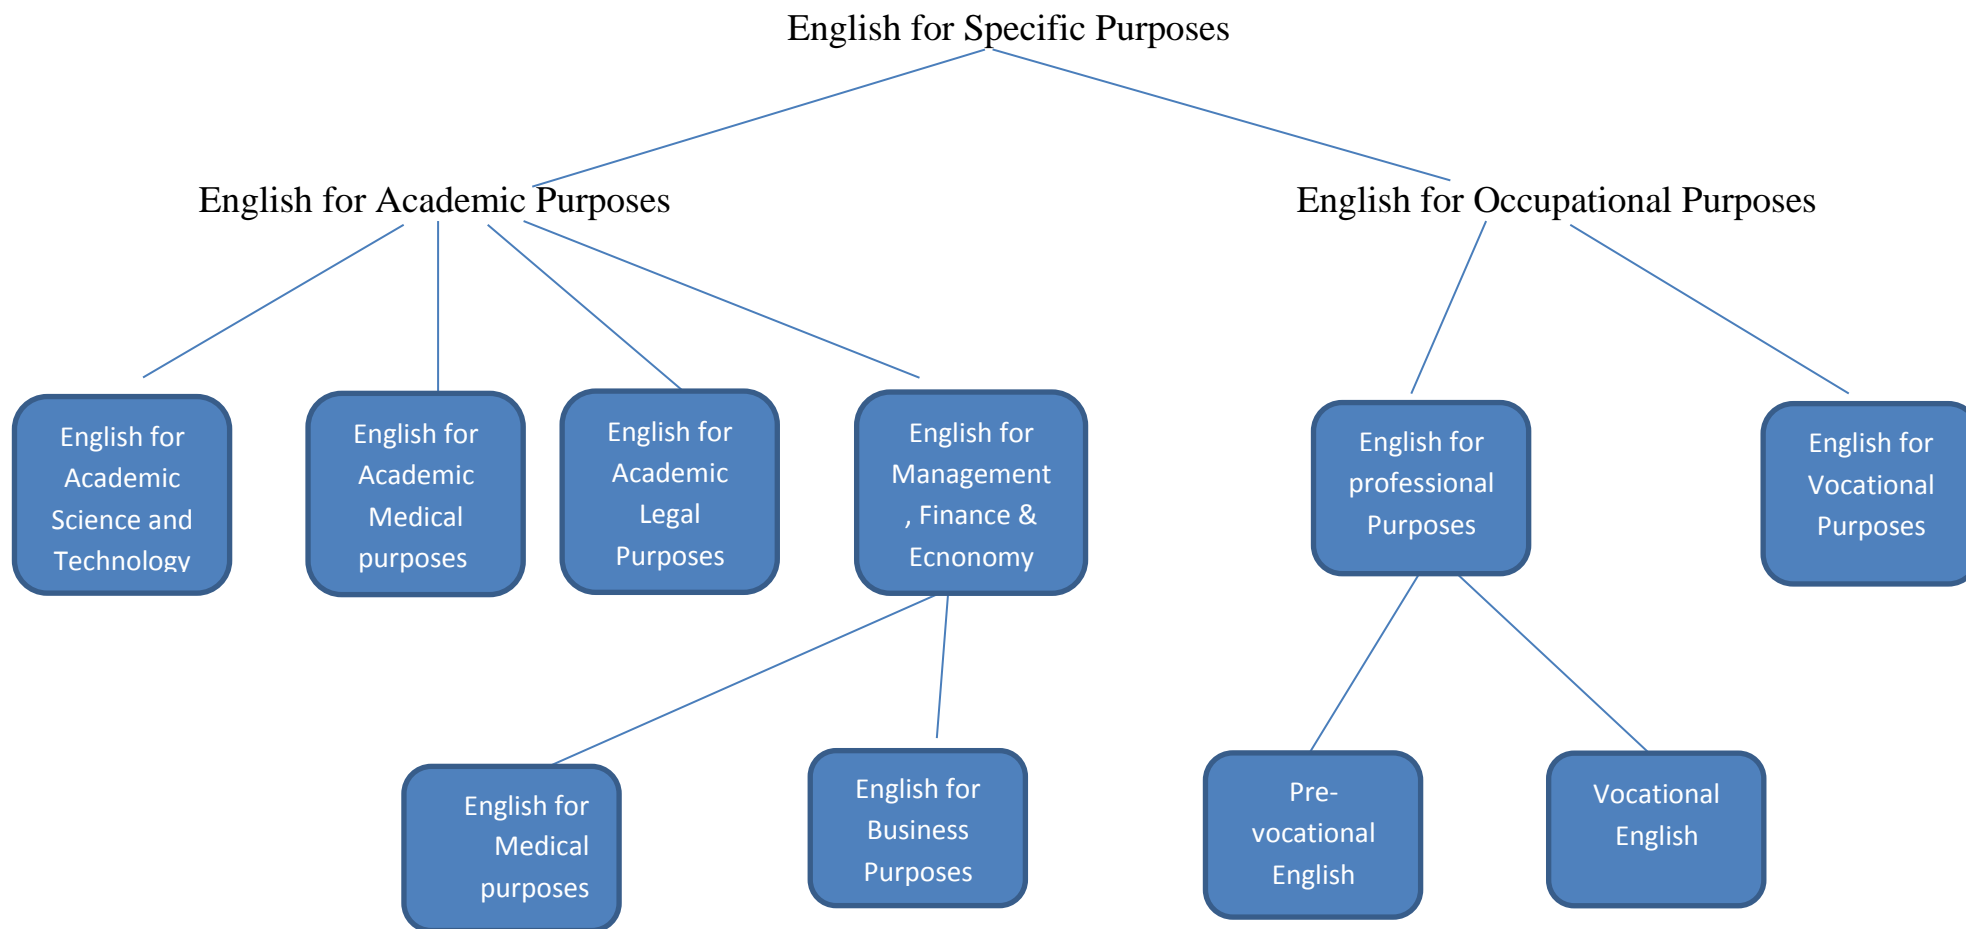 English for Specific Purposes
English for Academic Purposes
English for Occupational Purposes
English for
Academic
Science and
Technology
English for
Academic
Medical
purposes
English for
Academic
Legal
Purposes
English for
Management
, Finance &
Ecnonomy
English for
professional
Purposes
English for
Vocational
Purposes
English for
Medical
purposes
English for
Business
Purposes
Pre-
vocational
English
Vocational
English